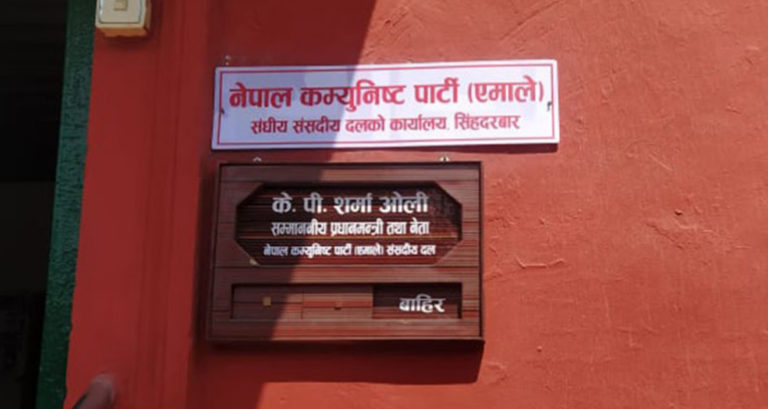 नेपाल कम्युनिष्ट पार्टी (एमाले)
संघीय संसदीय दलको कार्यालय, सिंहदरबार
के. पी. शर्मा ओली
सम्माननीय प्रधानमन्त्री तथा नेता
नेपाल कम्युनिष्ट पार्टी (एमाले) संसदीय दल
बाहिर